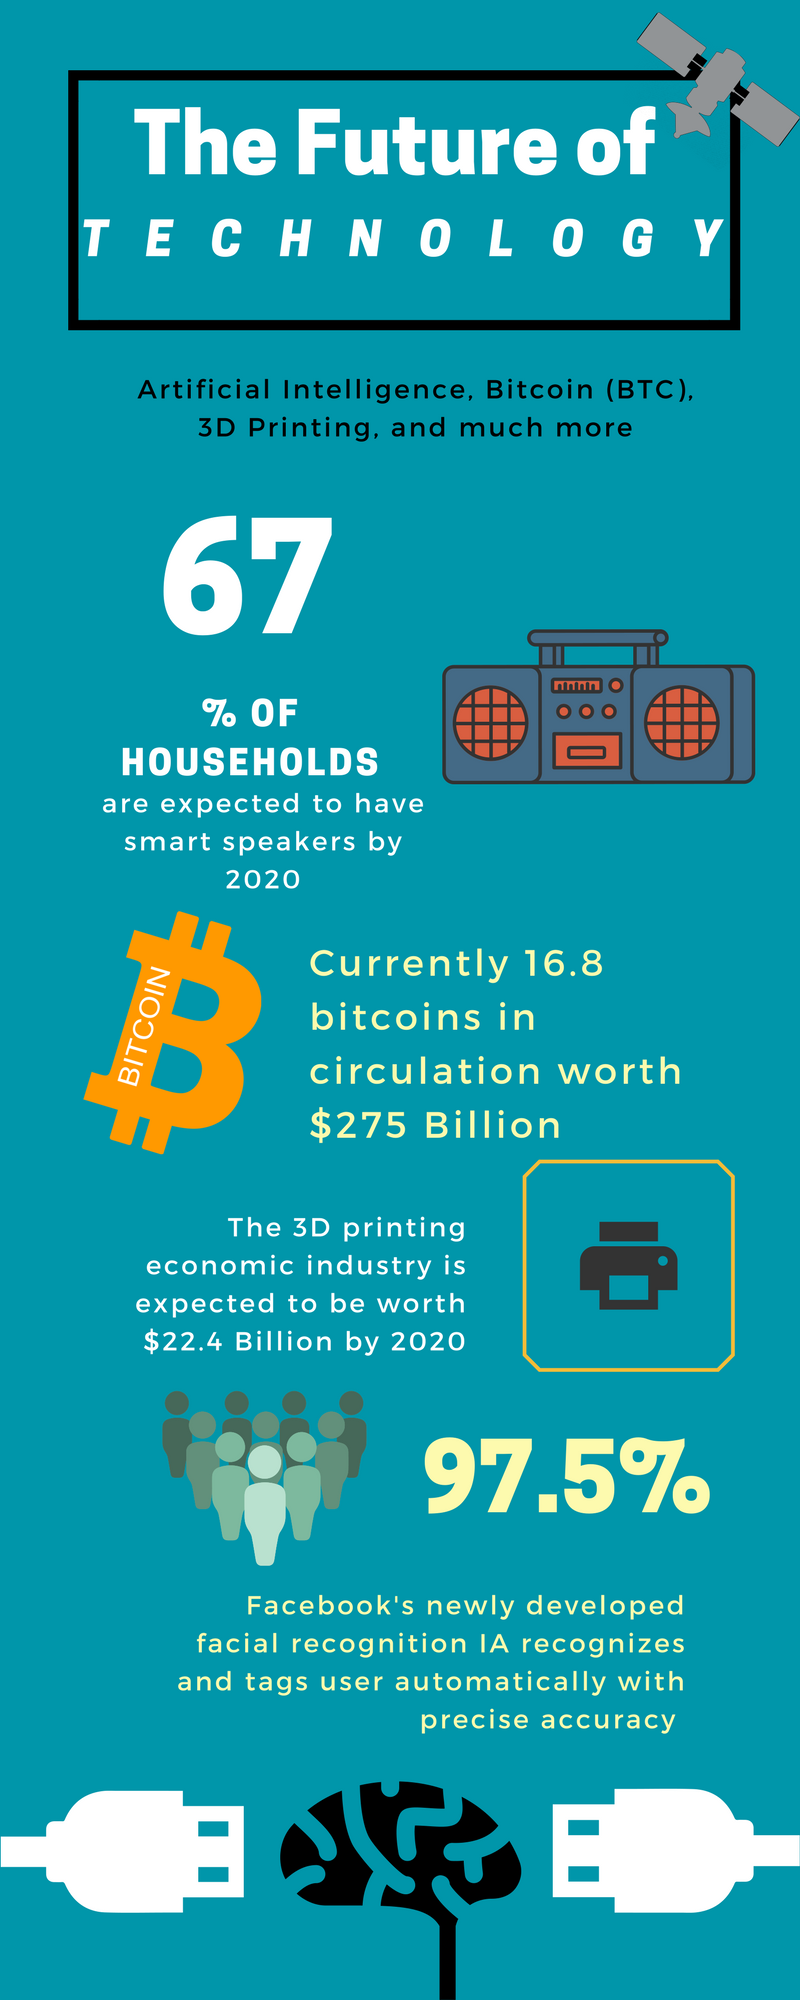 The Future of
TECHNOLOGY
Artificial Intelligence, Bitcoin (BTC),
3D Printing, and much more
67
% OF
HOUSEHOLDS
are expected to have
smart speakers by
2020
BITCOIN
Currently 16.8
bitcoins in
circulation worth
$275 Billion
The 3D printing
economic industry is
expected to be worth
$22.4 Billion by 2020
97.5%
Facebook's newly developed
facial recognition IA recognizes
and tags user automatically with
precise accuracy